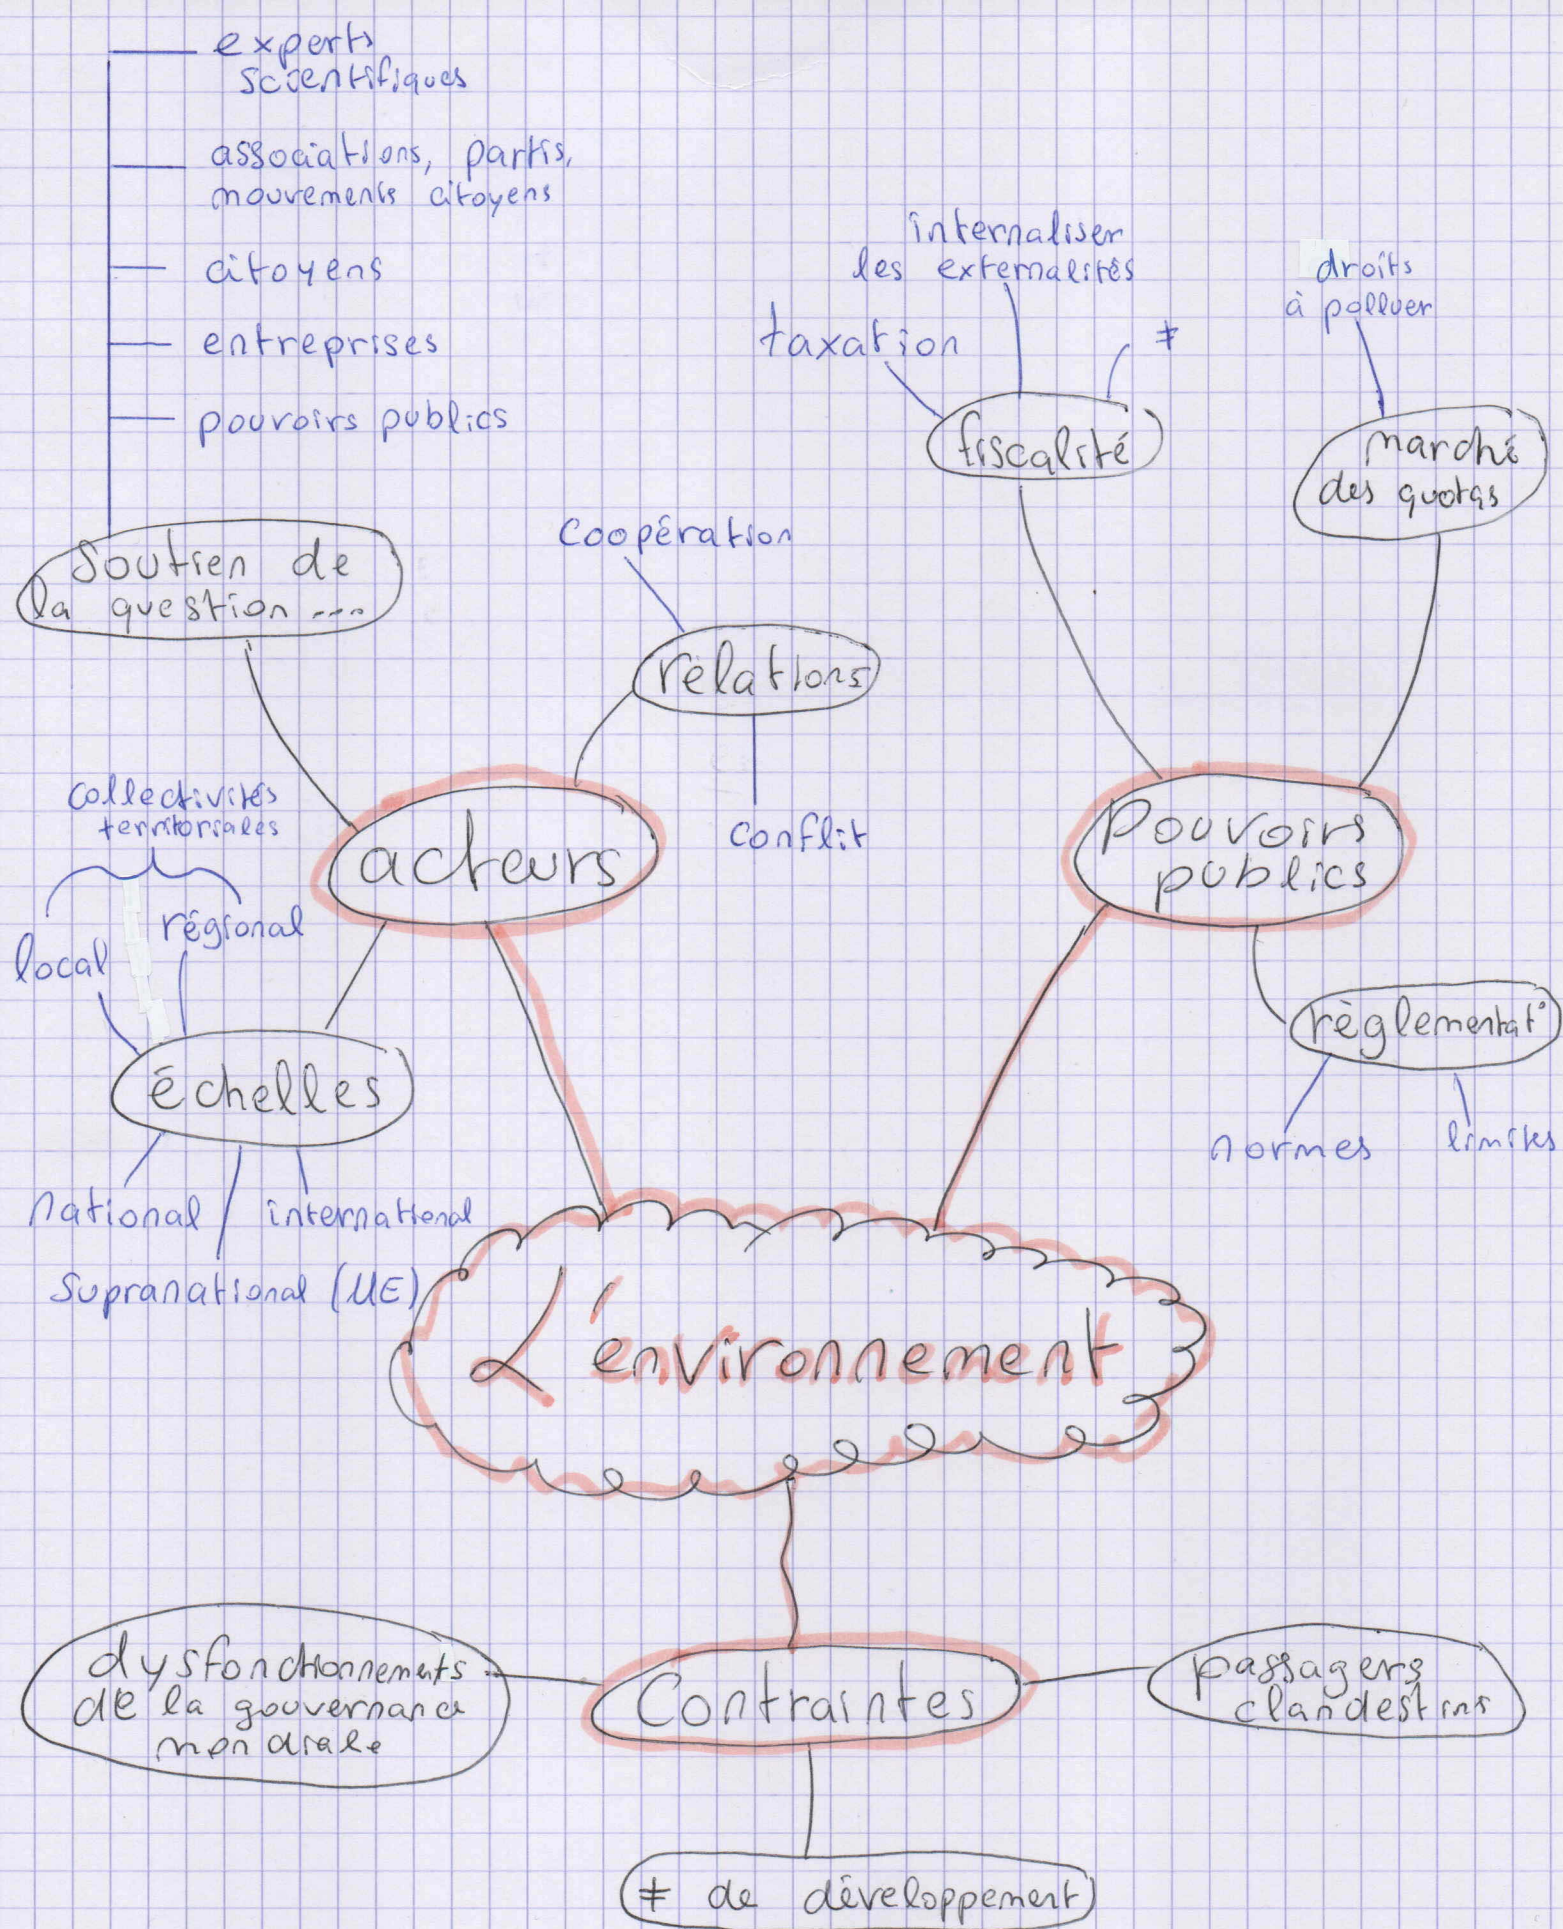 experts
scientifiques
associations, partis,
mouvements citoyens
citoyens
entreprises
pouvoirs publics
Soutien de
la question ....
Coopération
relations
conflit
internaliser
les externalités
taxation
≠
fiscalité
droits
à polluer
marché
des quotas
collectivités
territoriales
local
régional
acteurs
échelles
national
international
Supranational (UE)
Pouvoirs
publics
règlementat°
normes
limites
L'environnement
dysfonctionnements
de la gouvernance
mondiale
Contraintes
passagers
clandestins
≠ de développement